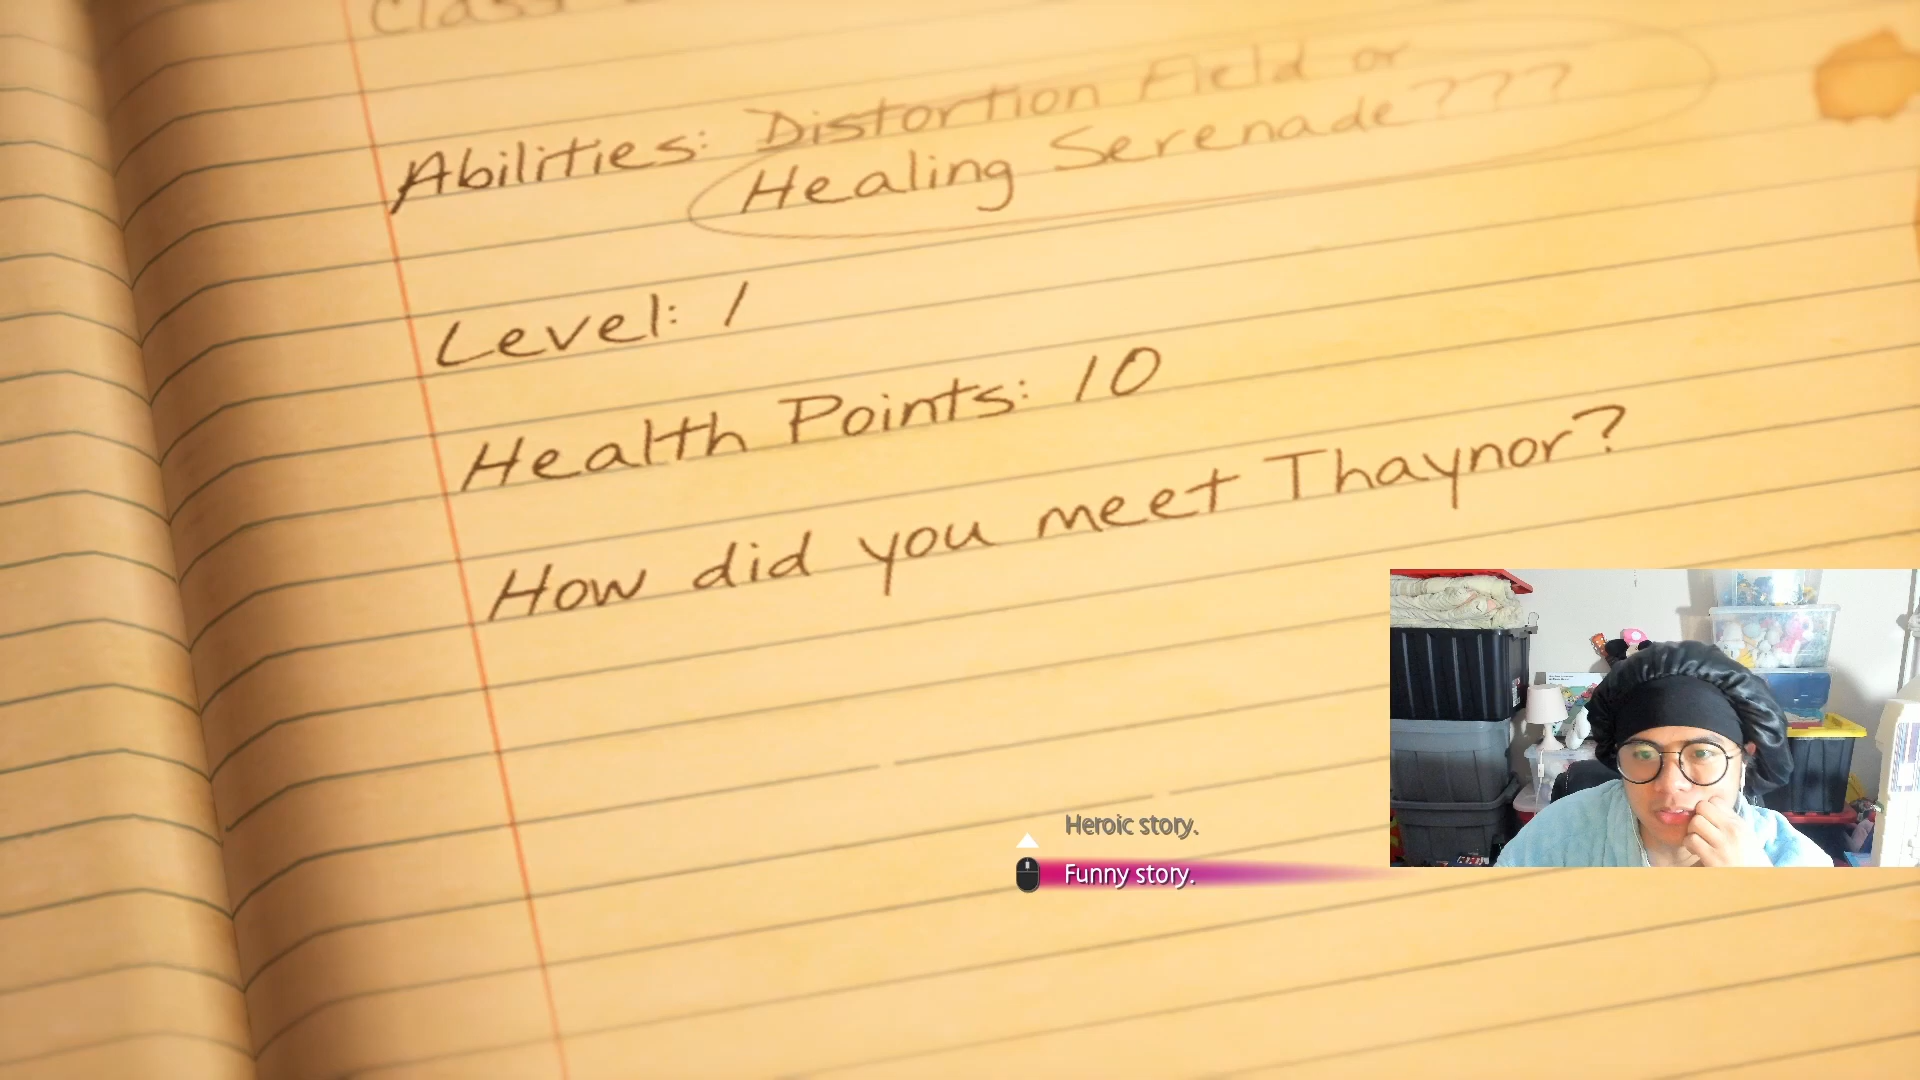 Class
Abilities: Distortion Field or
Healing Serenade???
Level: 1
Health Points: 10
How did you meet Thaynor?
Heroic story.
Funny story.